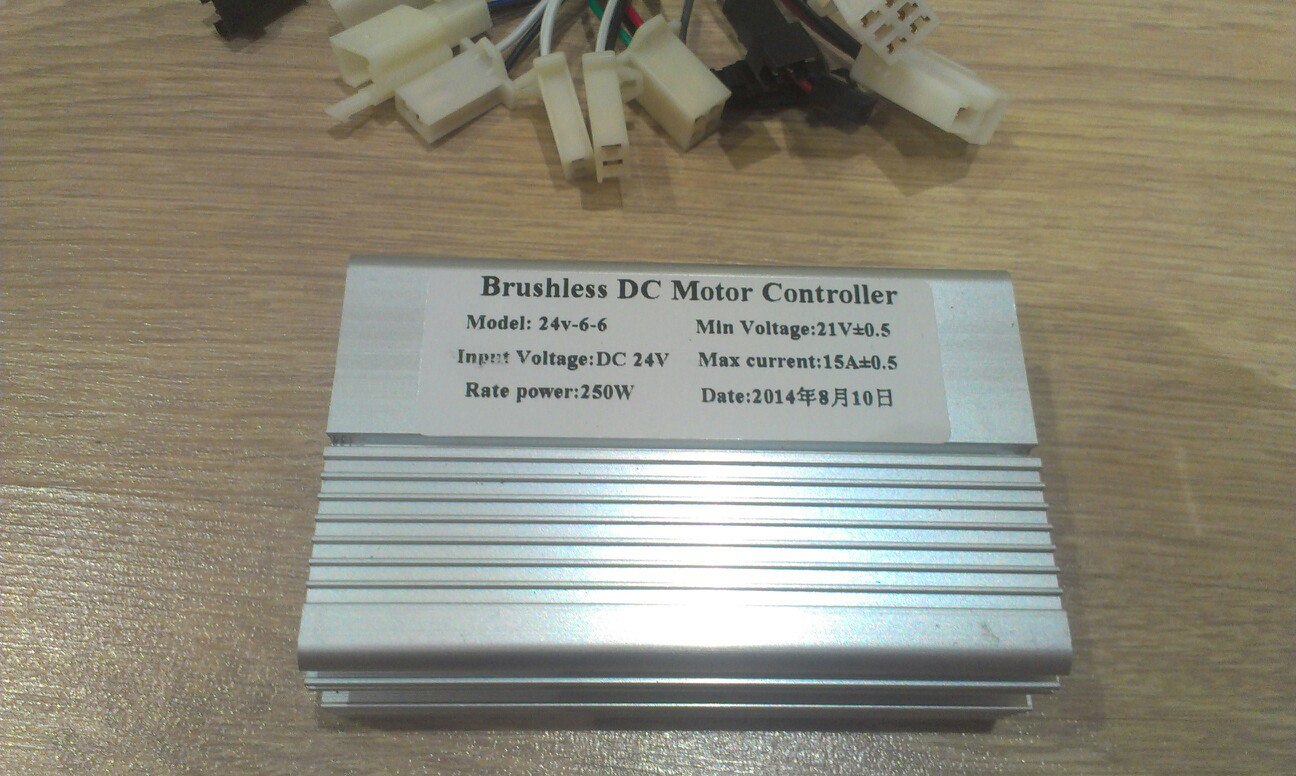 Brushless DC Motor Controller
Model: 24v-6-6 Min Voltage:21V±0.5
Input Voltage:DC 24V Max current:15A±0.5
Rate power:250W Date:2014年8月10日